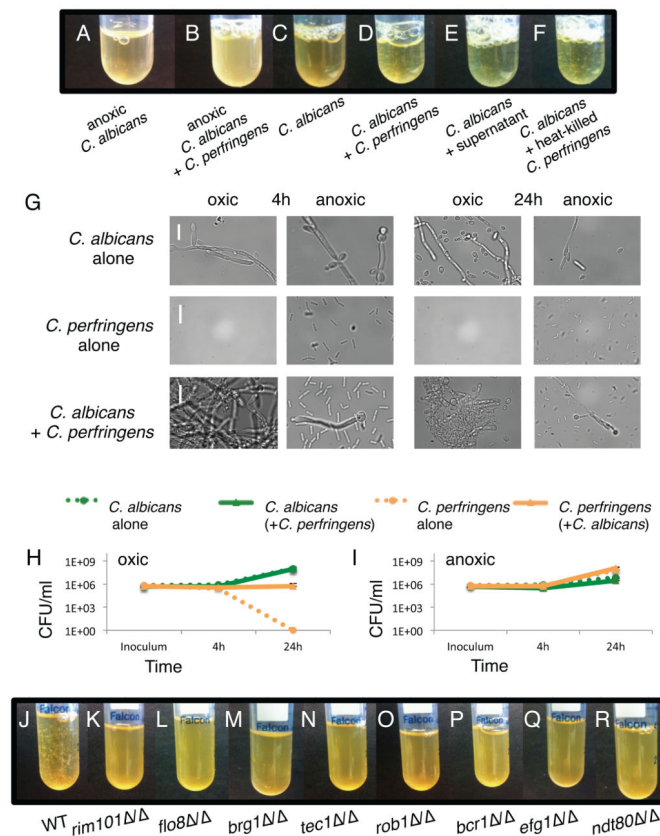 A B C D E F
anoxic
C. albicans
anoxic
C. albicans
+ C. perfringens
C. albicans
C. albicans
+ C. perfringens
C. albicans
+ supernatant
C. albicans
+ heat-killed
C. perfringens
G
oxic 4h anoxic oxic 24h anoxic
C. albicans
alone
C. perfringens
alone
C. albicans
+ C. perfringens
C. albicans
alone
C. albicans
(+C. perfringens)
C. perfringens
alone
C. perfringens
(+C. albicans)
H oxic
1E+09
1E+06
1E+03
1E+00
CFU/ml
Inoculum 4h 24h
Time
I anoxic
1E+09
1E+06
1E+03
1E+00
CFU/ml
Inoculum 4h 24h
Time
J K L M N O P Q R
Falcon Falcon Falcon Falcon Falcon Falcon Falcon Falcon Falcon
WT rim101Δ/Δ flo8Δ/Δ brg1Δ/Δ tec1Δ/Δ rob1Δ/Δ bcr1Δ/Δ efg1Δ/Δ ndt80Δ/Δ